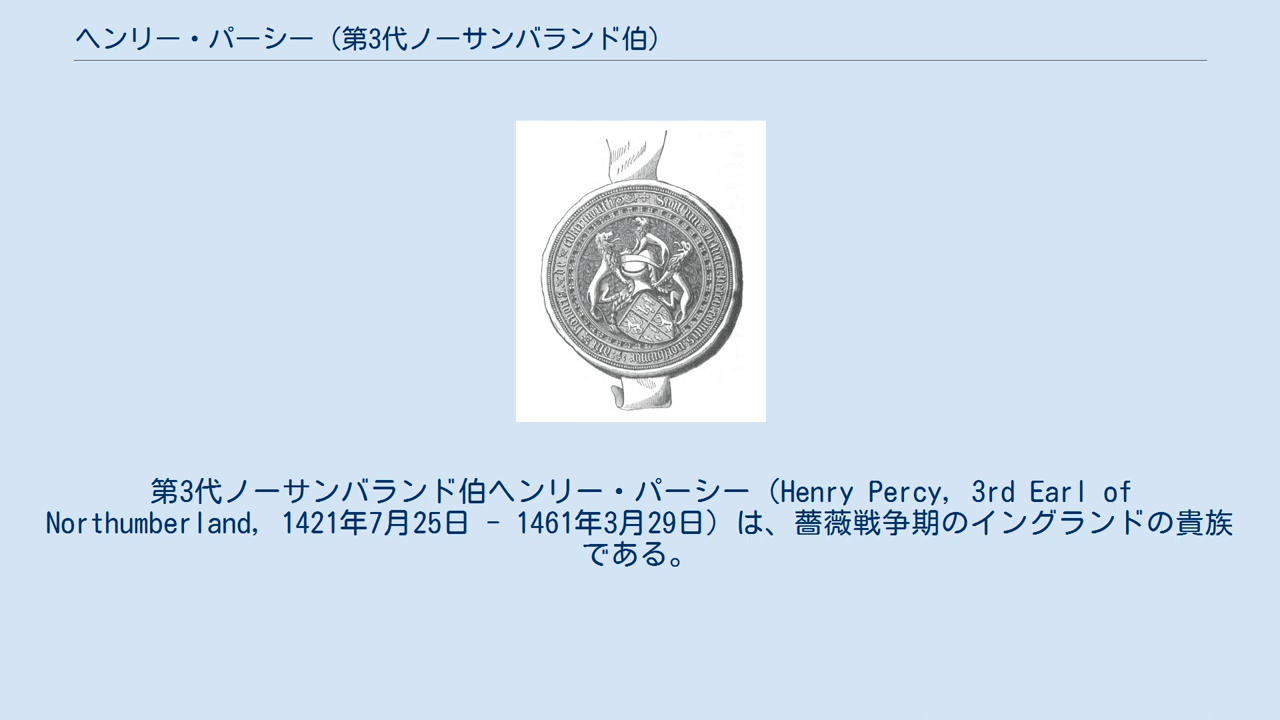 ヘンリー・パーシー（第3代ノーサンバランド伯）
第3代ノーサンバランド伯ヘンリー・パーシー（Henry Percy, 3rd Earl of
Northumberland, 1421年7月25日 - 1461年3月29日）は、薔薇戦争期のイングランドの貴族
である。